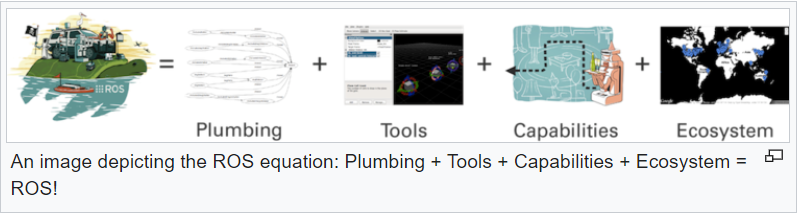 ROS
Plumbing
Tools
Capabilities
Ecosystem
An image depicting the ROS equation: Plumbing + Tools + Capabilities + Ecosystem =
ROS!